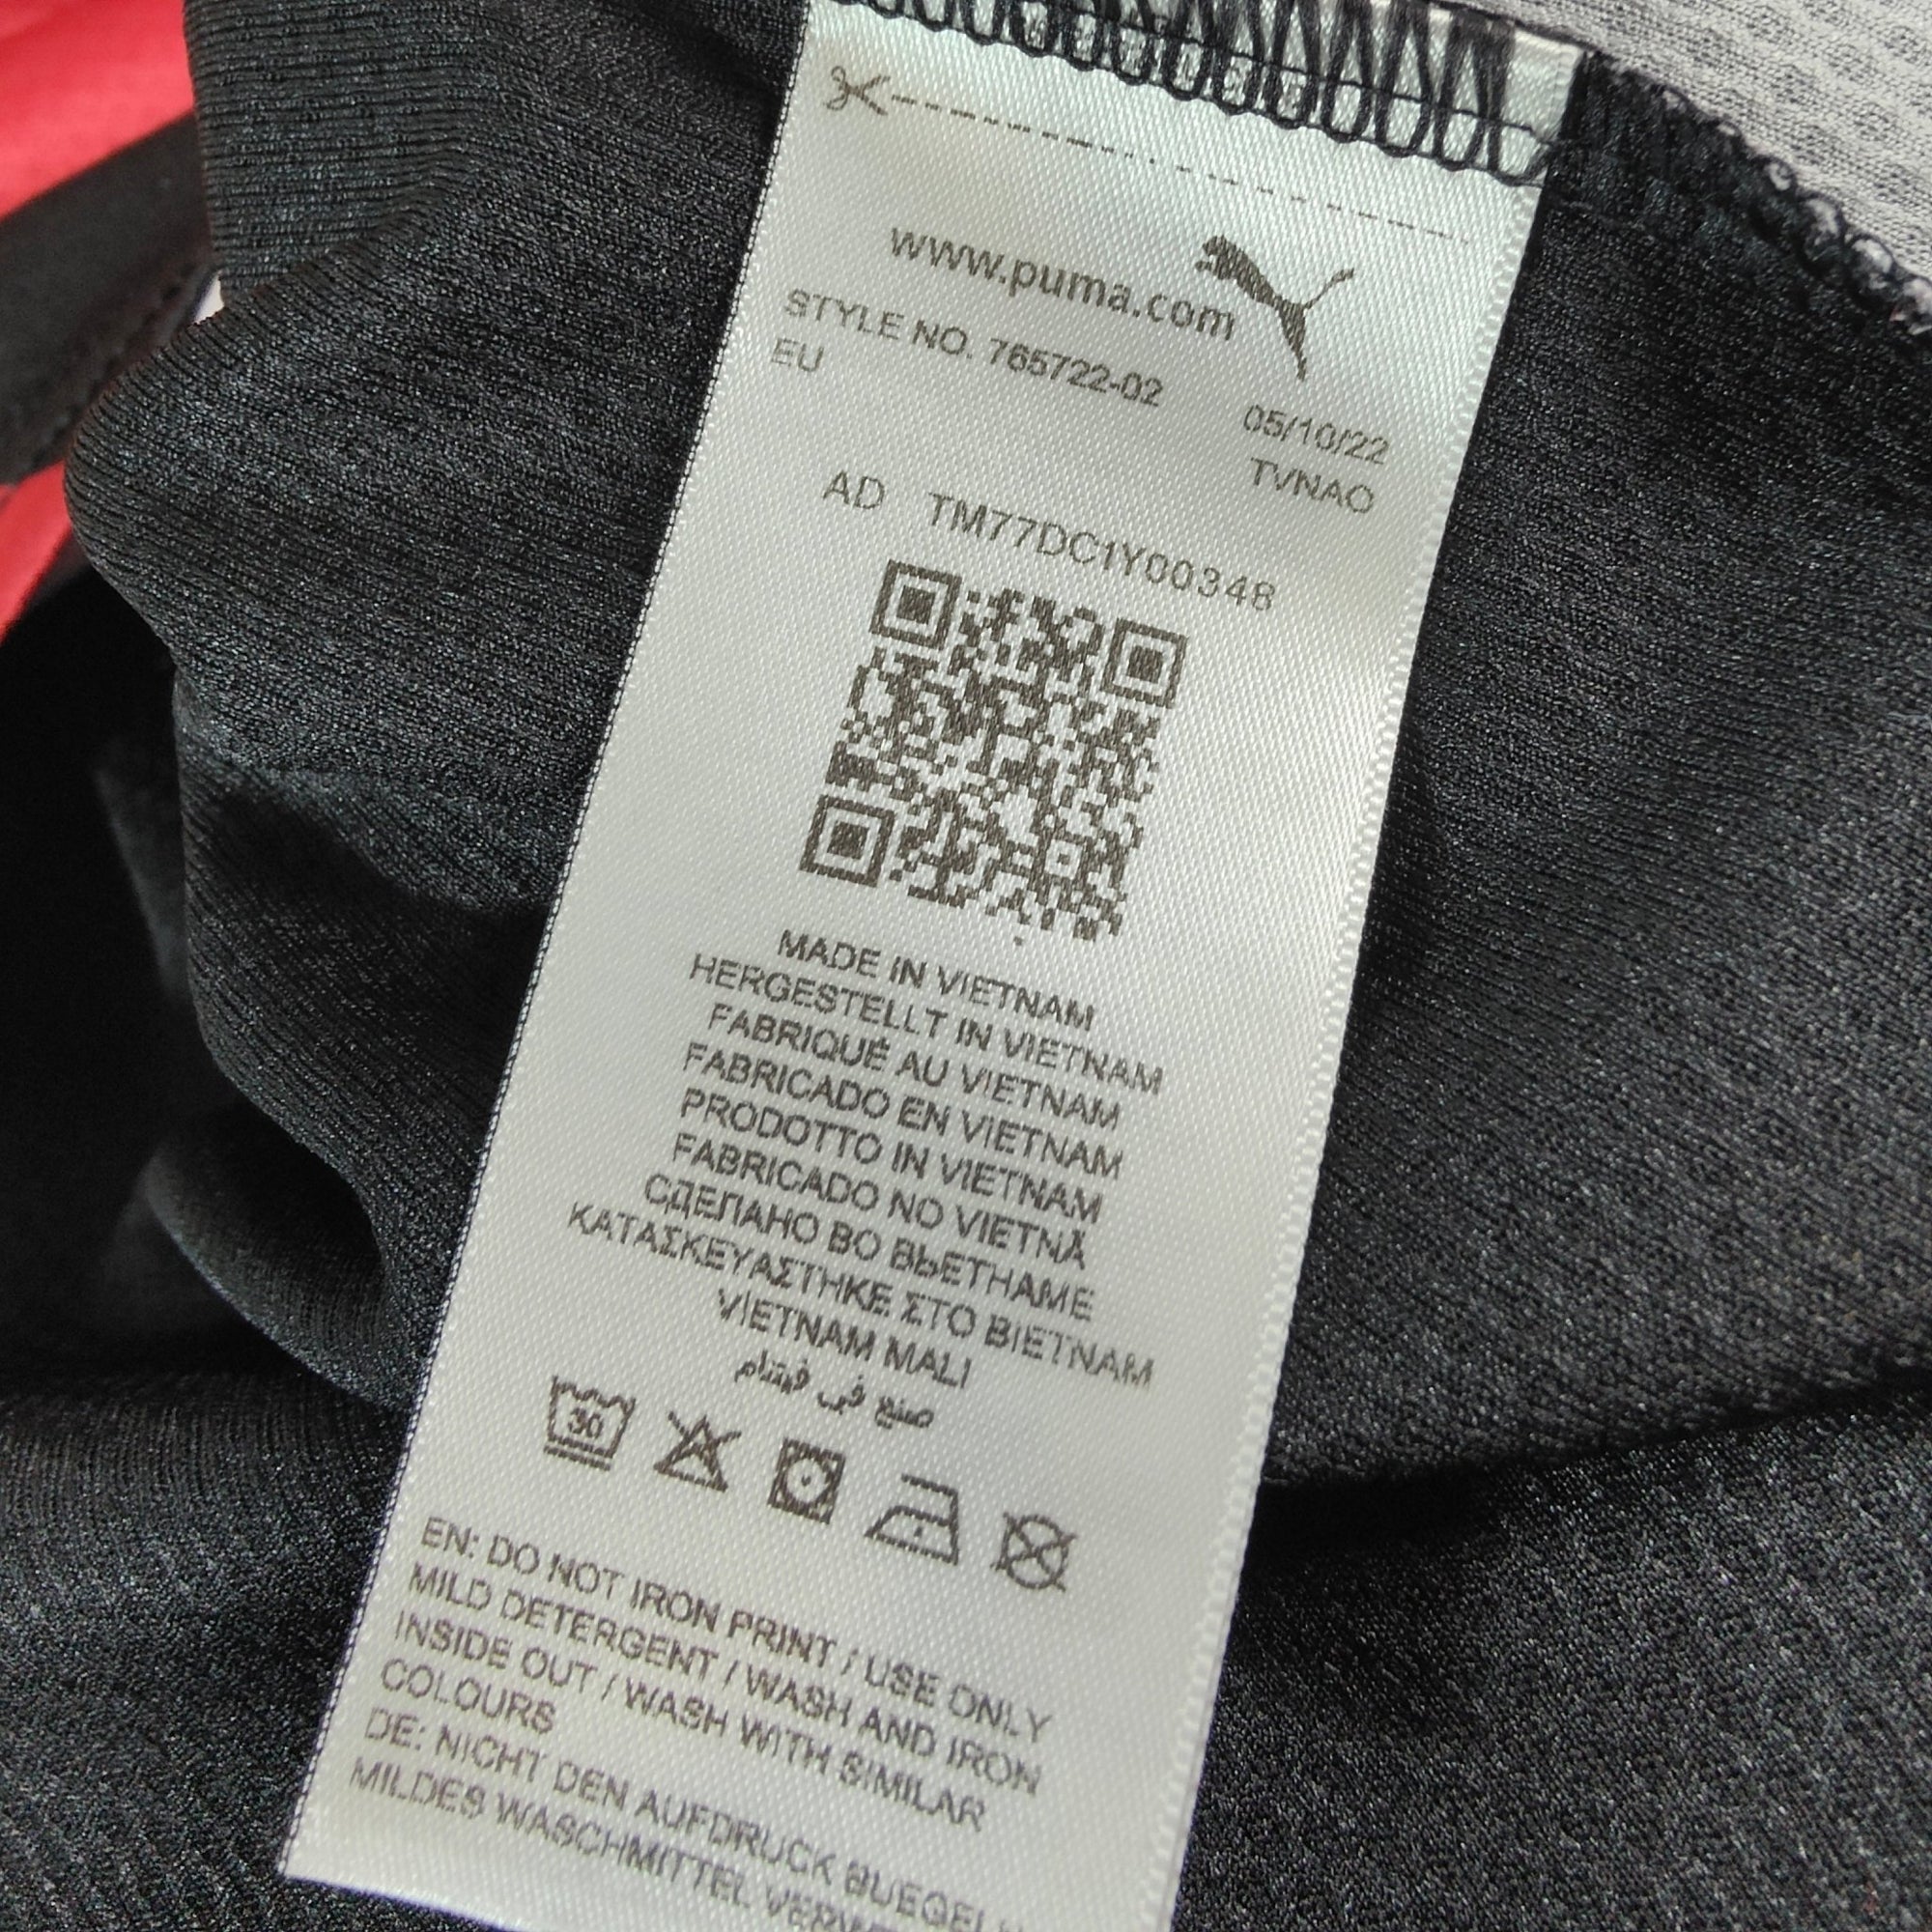 www.puma.com
STYLE NO. 765722-02
EU
05/10/22
TVNAO
AD TM77DC1Y00348
MADE IN VIETNAM
HERGESTELLT IN VIETNAM
FABRIQUÉ AU VIETNAM
FABRICADO EN VIETNAM
PRODOTTO IN VIETNAM
FABRICADO NO VIETNÃ
СДЕЛАНО ВО ВЬЕТНАМЕ
ΚΑΤΑΣΚΕΥΑΣΤΗΚΕ ΣΤΟ ΒΙΕΤΝΑΜ
VIETNAM MALI
صنع في فيتنام
30
EN: DO NOT IRON PRINT / USE ONLY
MILD DETERGENT / WASH AND IRON
INSIDE OUT / WASH WITH SIMILAR
COLOURS
DE: NICHT DEN AUFDRUCK
MILDES WASCHMITTEL